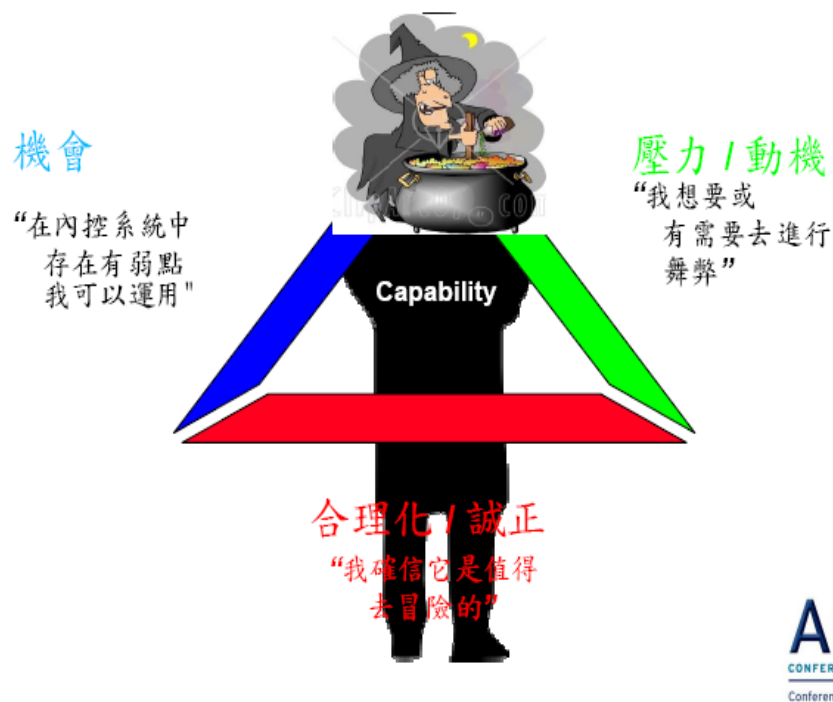 機會
“在內控系統中
存在有弱點
我可以運用"
壓力 / 動機
“我想要或
有需要去進行
舞弊”
Capability
合理化 / 誠正
“我確信它是值得
去冒險的”
A
CONFER
Conferen